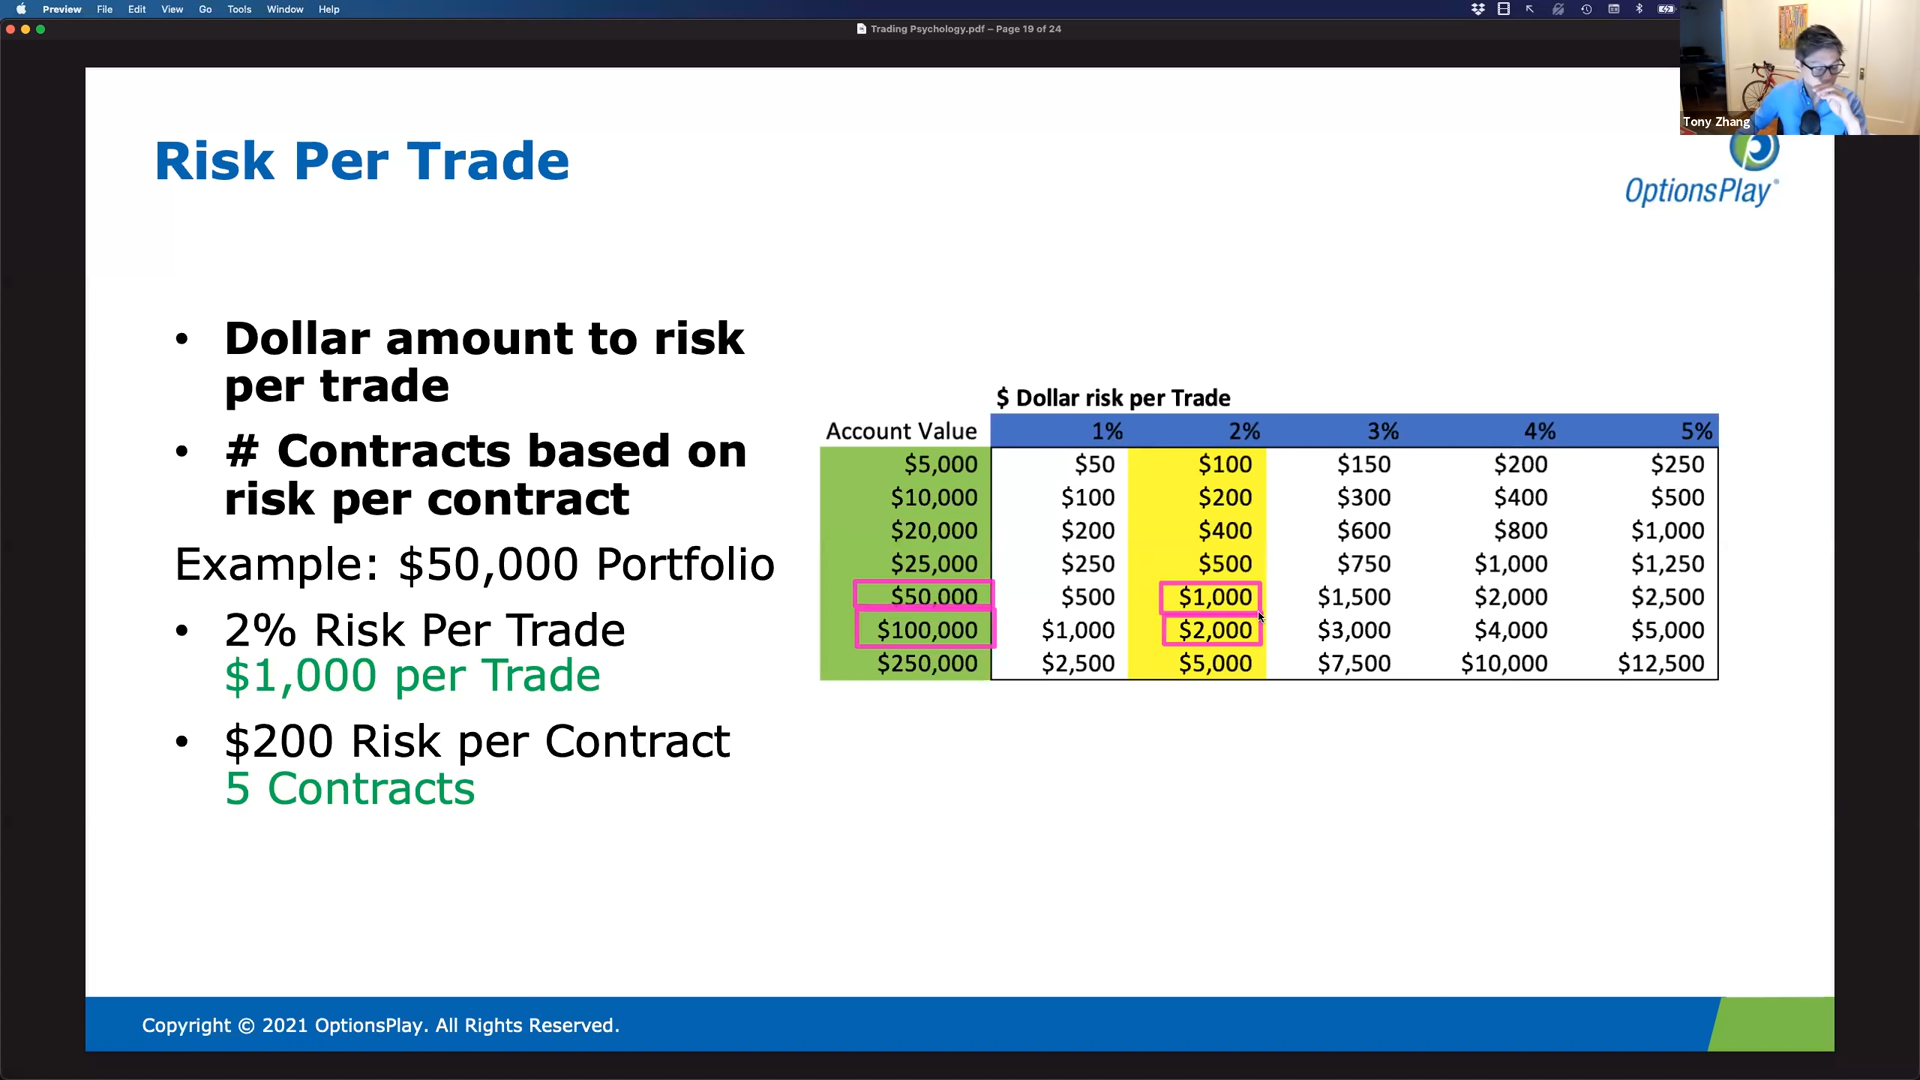 Preview File Edit View Go Tools Window Help
Trading Psychology.pdf – Page 19 of 24
Tony Zhang
Risk Per Trade
OptionsPlay
• Dollar amount to risk
per trade
• # Contracts based on
risk per contract
Example: $50,000 Portfolio
• 2% Risk Per Trade
$1,000 per Trade
• $200 Risk per Contract
5 Contracts
$ Dollar risk per Trade
Account Value 1% 2% 3% 4% 5%
$5,000 $50 $100 $150 $200 $250
$10,000 $100 $200 $300 $400 $500
$20,000 $200 $400 $600 $800 $1,000
$25,000 $250 $500 $750 $1,000 $1,250
$50,000 $500 $1,000 $1,500 $2,000 $2,500
$100,000 $1,000 $2,000 $3,000 $4,000 $5,000
$250,000 $2,500 $5,000 $7,500 $10,000 $12,500
Copyright © 2021 OptionsPlay. All Rights Reserved.